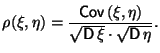 ρ(ξ, η) = Cov (ξ, η) / √D ξ · √D η.